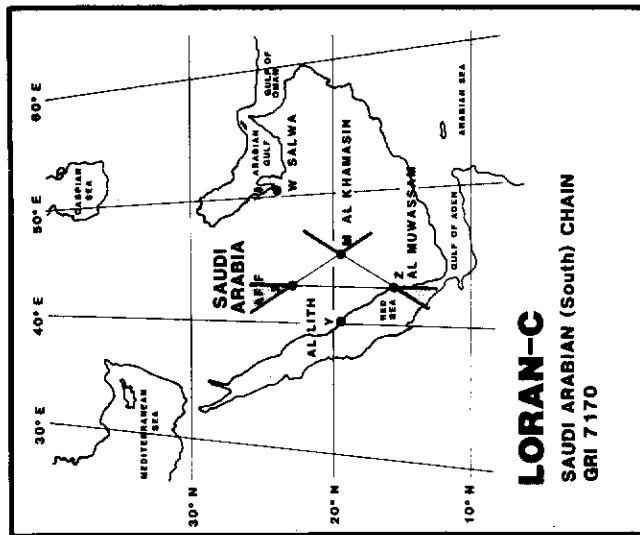 30° E
40° E
50° E
60° E
CASPIAN
SEA
MEDITERRANEAN
SEA
30° N
SAUDI
ARABIA
AFIF
ARABIAN
GULF
GULF OF
OMAN
W SALWA
20° N
AL LITH
Y
M AL KHAMASIN
RED
SEA
Z
AL MUWASSAM
GULF OF ADEN
ARABIAN SEA
10° N
LORAN-C
SAUDI ARABIAN (South) CHAIN
GRI 7170